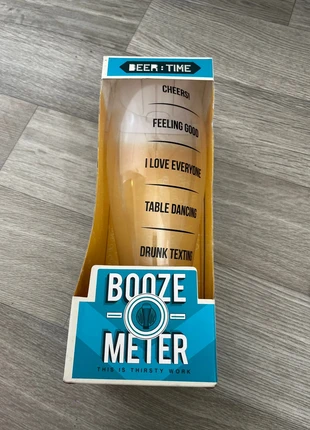 BEER:TIME
CHEERS!
FEELING GOOD
I LOVE EVERYONE
TABLE DANCING
DRUNK TEXTING
BOOZE
METER
THIS IS THIRSTY WORK